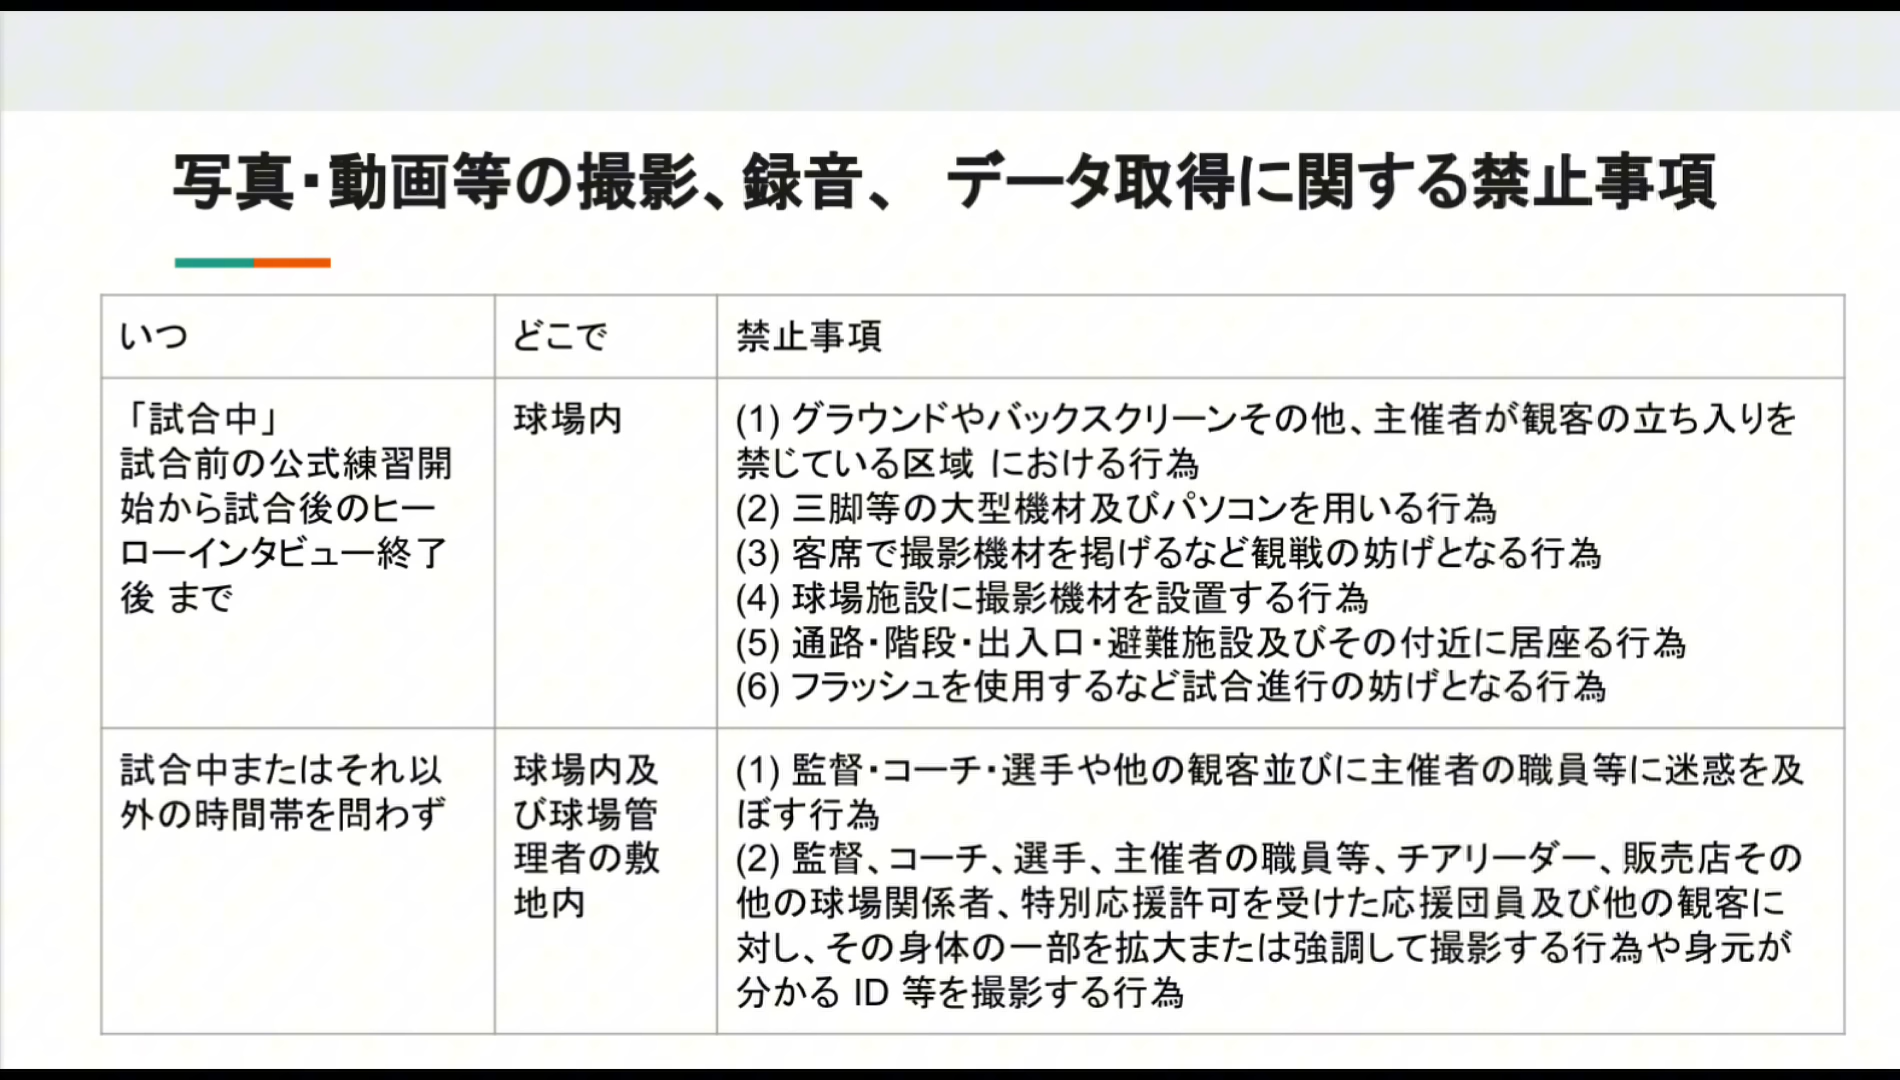 写真・動画等の撮影、録音、 データ取得に関する禁止事項
いつ
どこで
禁止事項
「試合中」
試合前の公式練習開
始から試合後のヒー
ローインタビュー終了
後 まで
球場内
(1) グラウンドやバックスクリーンその他、主催者が観客の立ち入りを
禁じている区域 における行為
(2) 三脚等の大型機材及びパソコンを用いる行為
(3) 客席で撮影機材を掲げるなど観戦の妨げとなる行為
(4) 球場施設に撮影機材を設置する行為
(5) 通路・階段・出入口・避難施設及びその付近に居座る行為
(6) フラッシュを使用するなど試合進行の妨げとなる行為
試合中またはそれ以
外の時間帯を問わず
球場内及
び球場管
理者の敷
地内
(1) 監督・コーチ・選手や他の観客並びに主催者の職員等に迷惑を及
ぼす行為
(2) 監督、コーチ、選手、主催者の職員等、チアリーダー、販売店その
他の球場関係者、特別応援許可を受けた応援団員及び他の観客に
対し、その身体の一部を拡大または強調して撮影する行為や身元が
分かる ID 等を撮影する行為